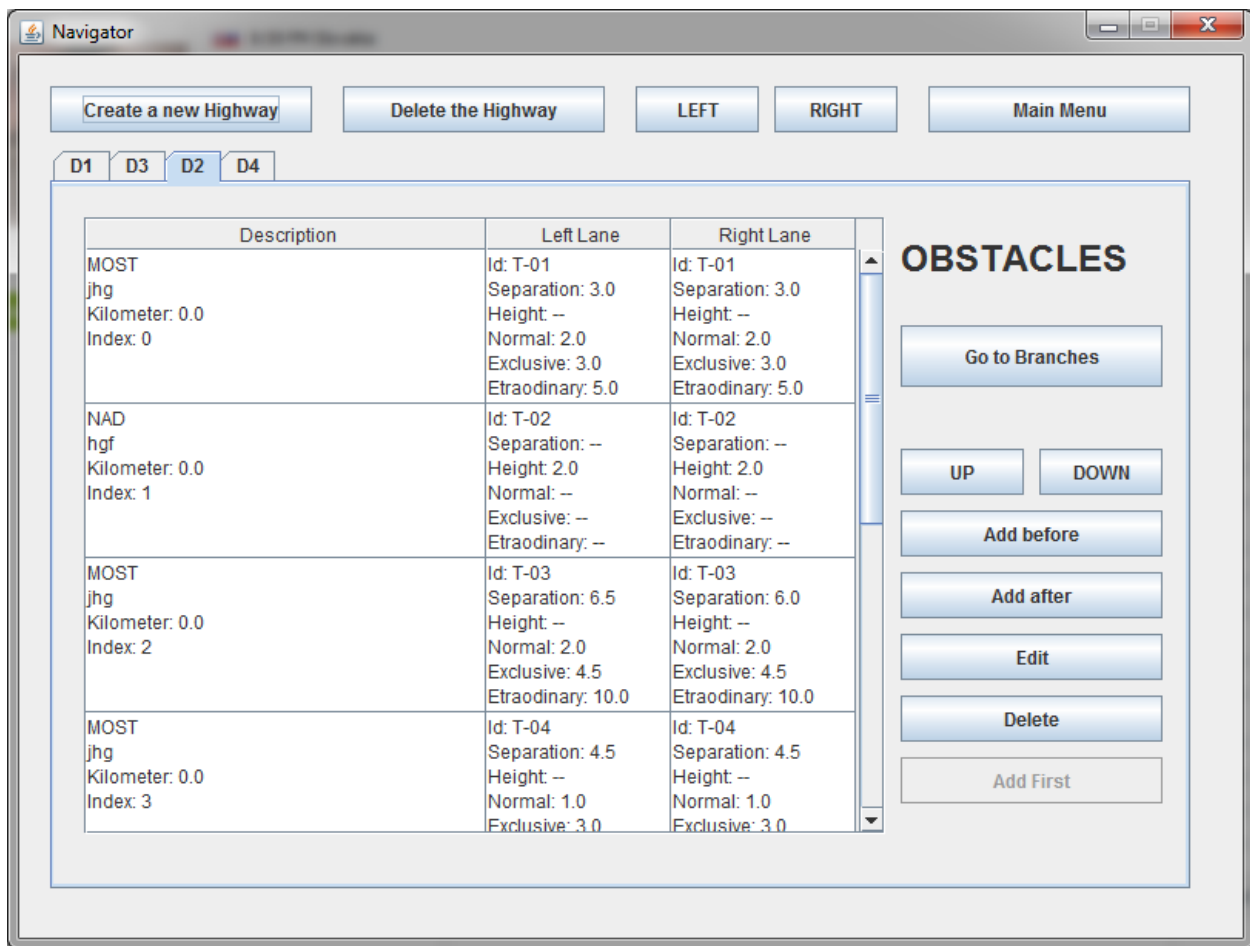 Navigator
Create a new Highway
Delete the Highway
LEFT
RIGHT
Main Menu
D1
D3
D2
D4
Description
Left Lane
Right Lane
MOST
jhg
Kilometer: 0.0
Index: 0
Id: T-01
Separation: 3.0
Height: --
Normal: 2.0
Exclusive: 3.0
Etraodinary: 5.0
Id: T-01
Separation: 3.0
Height: --
Normal: 2.0
Exclusive: 3.0
Etraodinary: 5.0
NAD
hgf
Kilometer: 0.0
Index: 1
Id: T-02
Separation: --
Height: 2.0
Normal: --
Exclusive: --
Etraodinary: --
Id: T-02
Separation: --
Height: 2.0
Normal: --
Exclusive: --
Etraodinary: --
MOST
jhg
Kilometer: 0.0
Index: 2
Id: T-03
Separation: 6.5
Height: --
Normal: 2.0
Exclusive: 4.5
Etraodinary: 10.0
Id: T-03
Separation: 6.0
Height: --
Normal: 2.0
Exclusive: 4.5
Etraodinary: 10.0
MOST
jhg
Kilometer: 0.0
Index: 3
Id: T-04
Separation: 4.5
Height: --
Normal: 1.0
Exclusive: 3.0
Id: T-04
Separation: 4.5
Height: --
Normal: 1.0
Exclusive: 3.0
OBSTACLES
Go to Branches
UP
DOWN
Add before
Add after
Edit
Delete
Add First